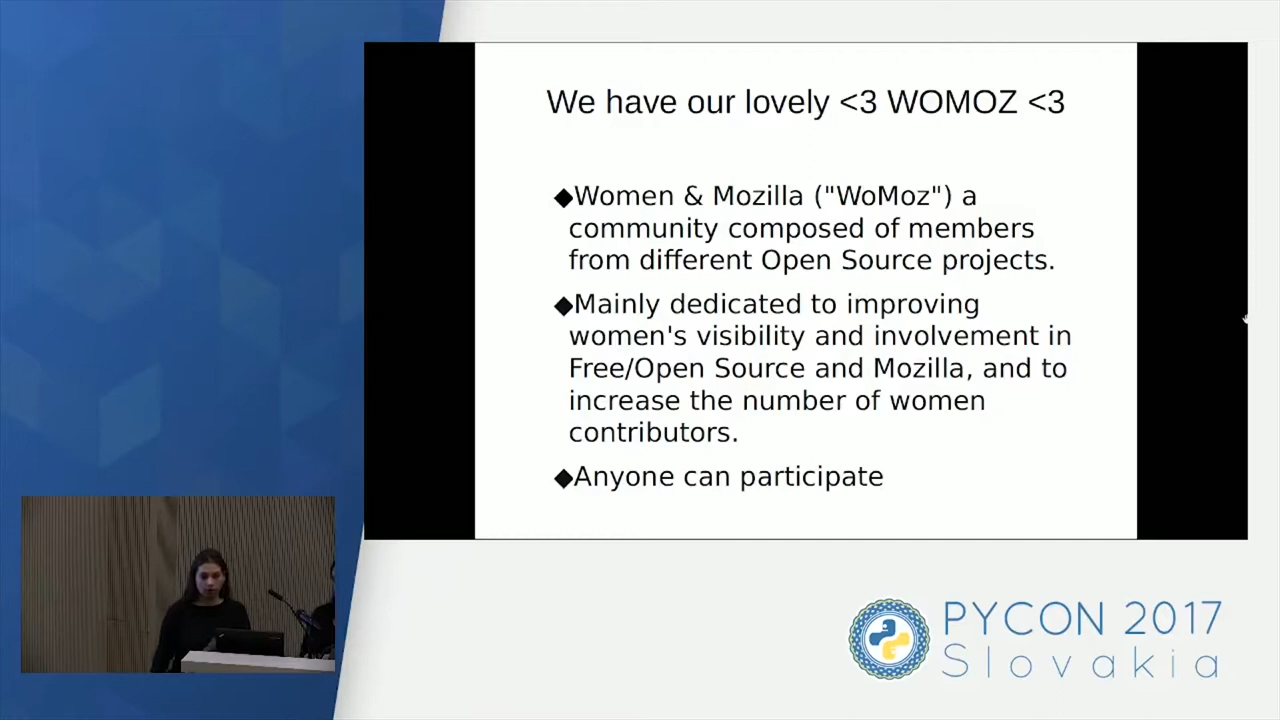 We have our lovely <3 WOMOZ <3
◆Women & Mozilla ("WoMoz") a
community composed of members
from different Open Source projects.
◆Mainly dedicated to improving
women's visibility and involvement in
Free/Open Source and Mozilla, and to
increase the number of women
contributors.
◆Anyone can participate
PYCON 2017
Slovakia